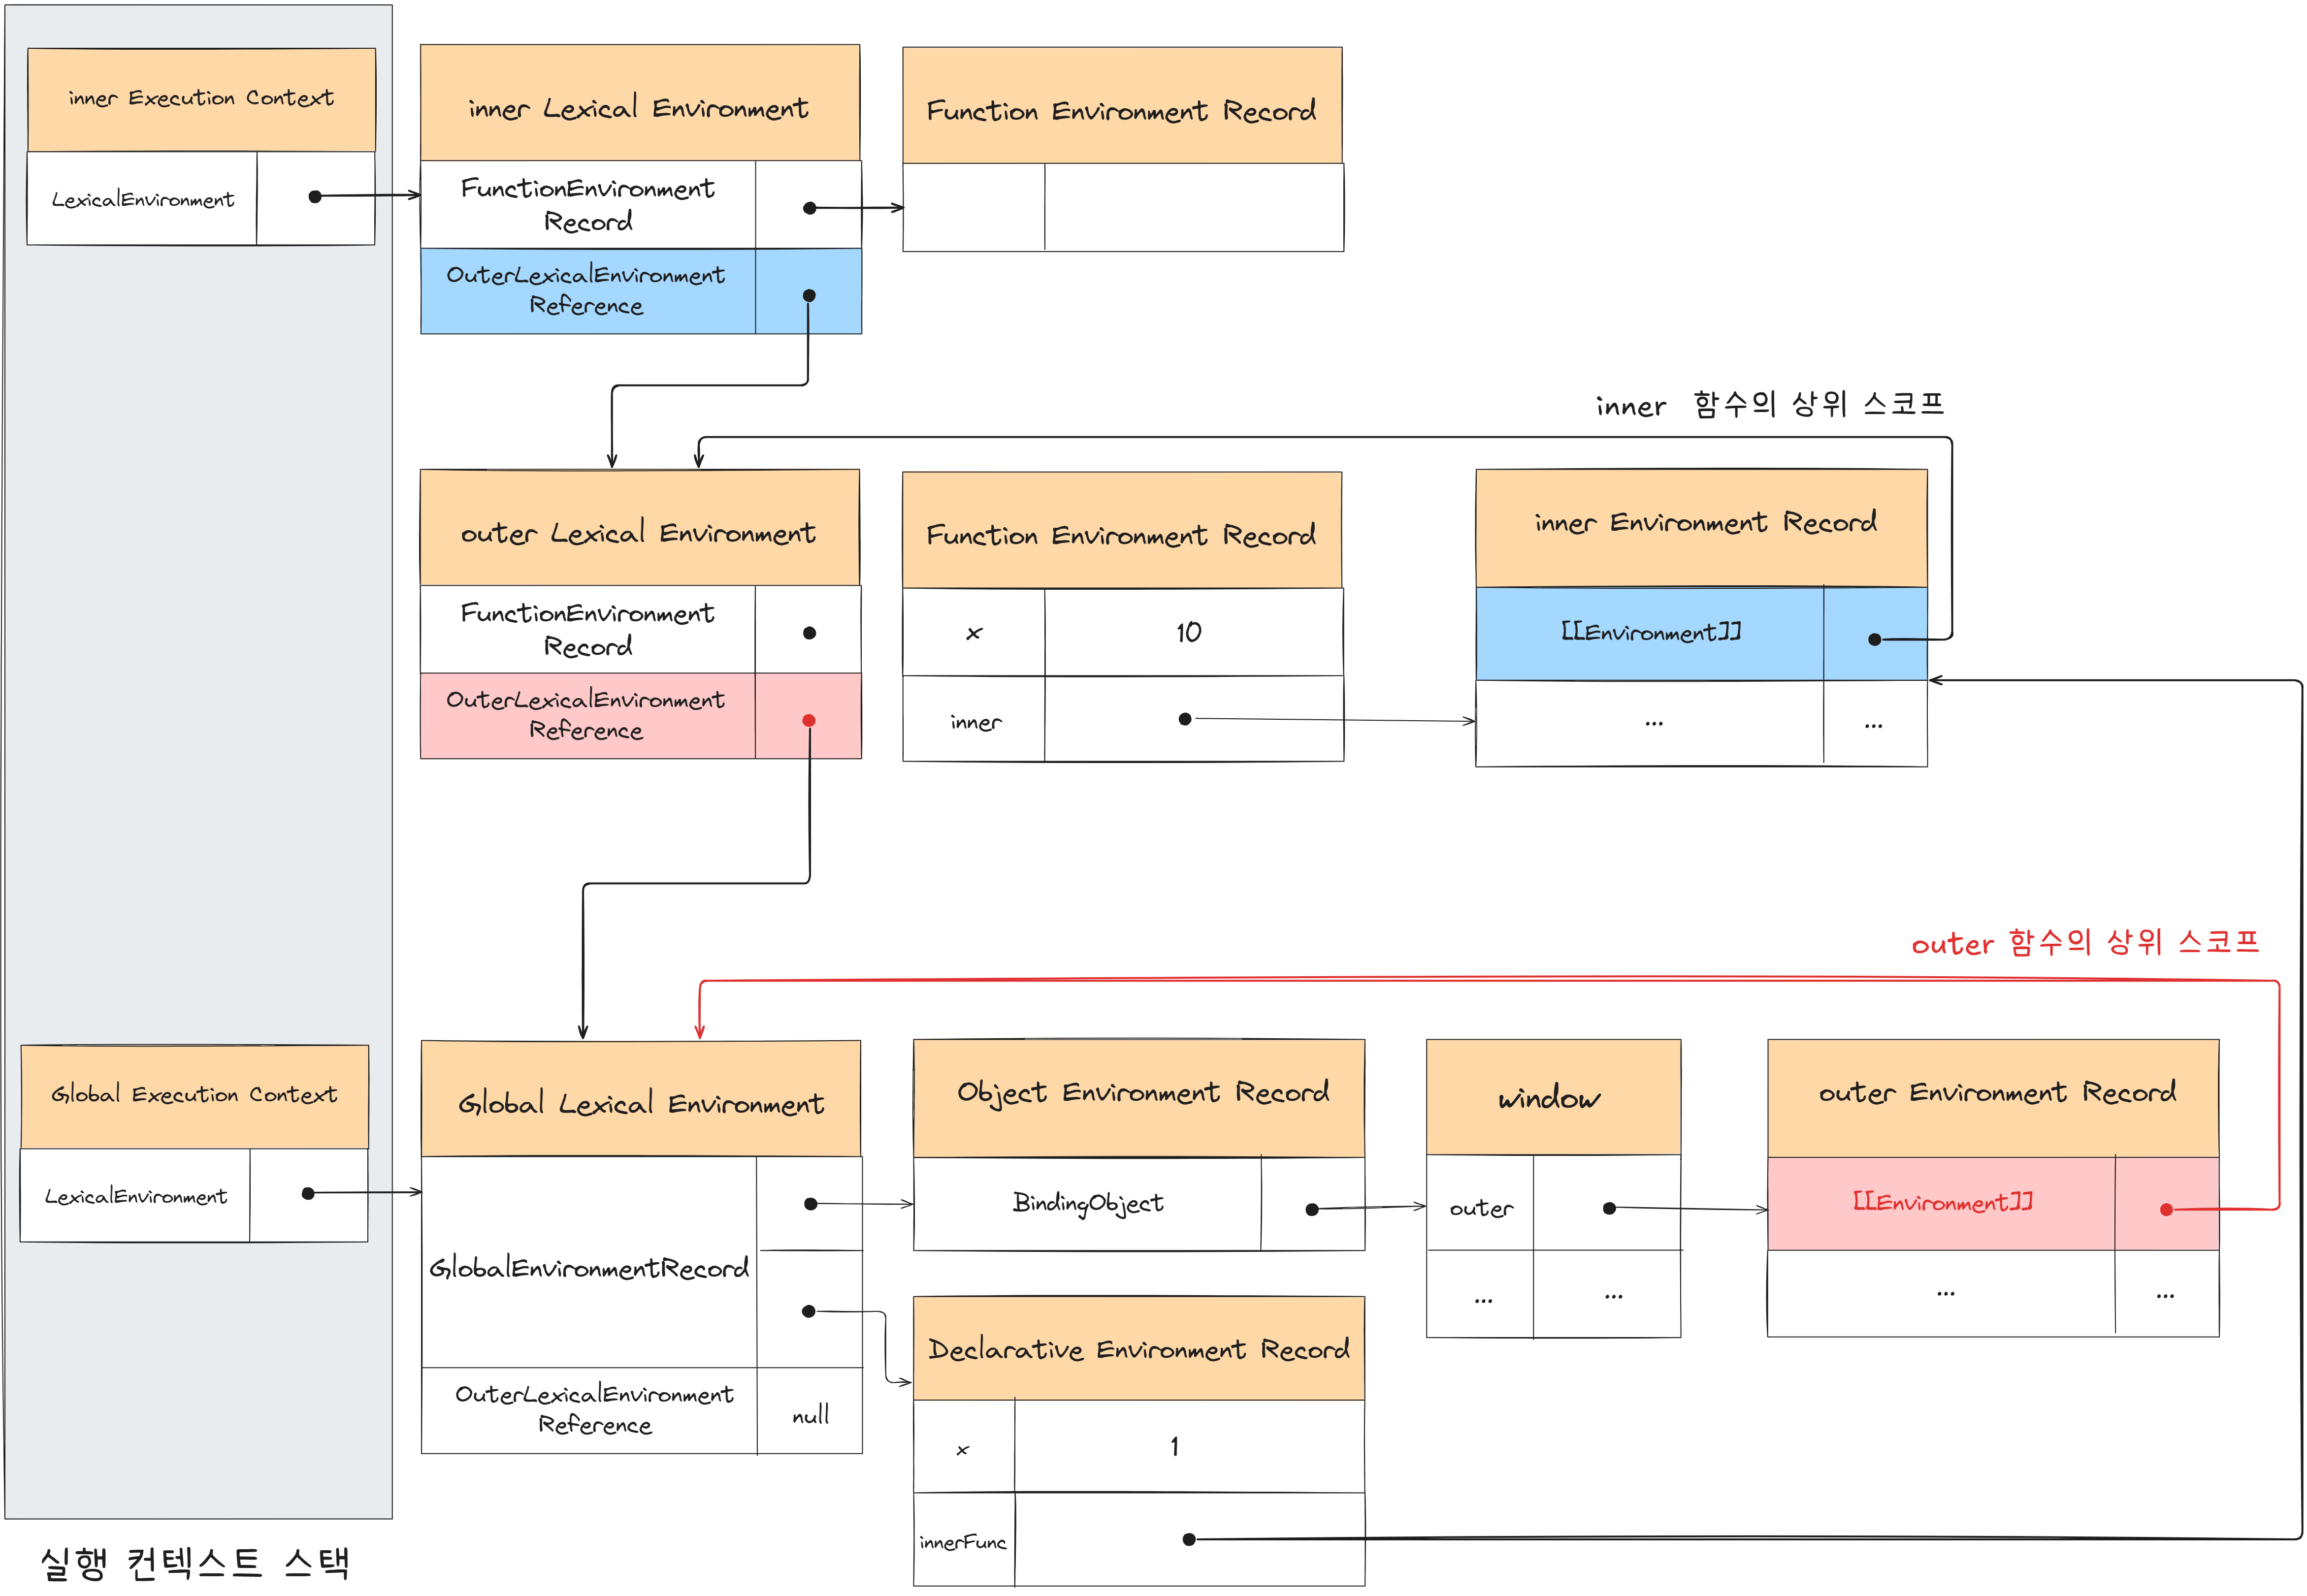 inner Execution Context
LexicalEnvironment
inner Lexical Environment
FunctionEnvironment
Record
OuterLexicalEnvironment
Reference
Function Environment Record
inner 함수의 상위 스코프
outer Lexical Environment
FunctionEnvironment
Record
OuterLexicalEnvironment
Reference
Function Environment Record
x 10
inner
inner Environment Record
[[Environment]]
... ...
outer 함수의 상위 스코프
Global Execution Context
LexicalEnvironment
Global Lexical Environment
GlobalEnvironmentRecord
OuterLexicalEnvironment
Reference
null
Object Environment Record
BindingObject
window
outer
... ...
outer Environment Record
[[Environment]]
... ...
Declarative Environment Record
x 1
innerFunc
실행 컨텍스트 스택